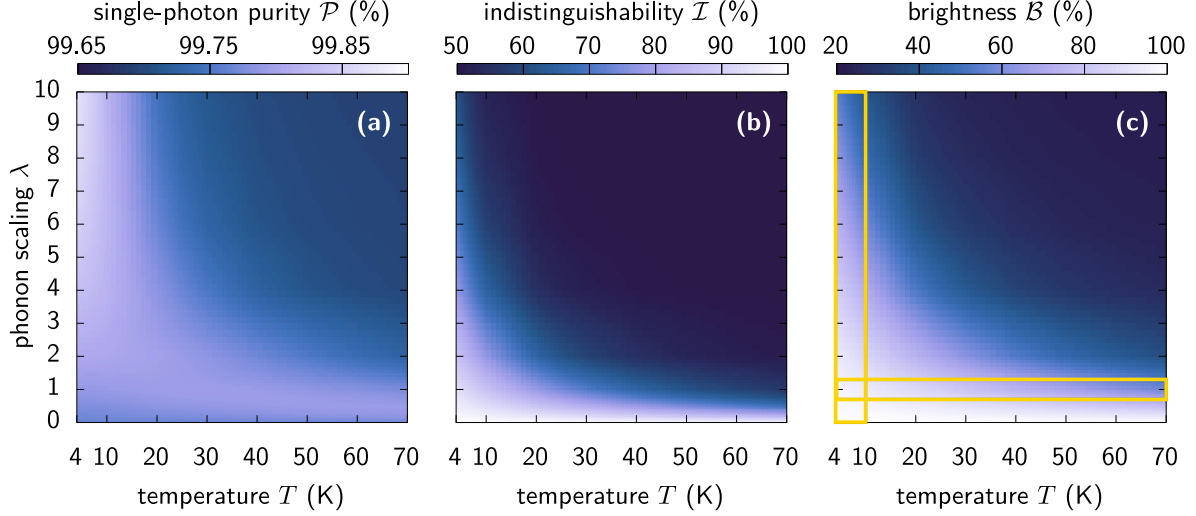 single-photon purity 𝒫 (%)
99.65 99.75 99.85
indistinguishability ℐ (%)
50 60 70 80 90 100
brightness ℬ (%)
20 40 60 80 100
phonon scaling λ
10
9
8
7
6
5
4
3
2
1
0
(a)
(b)
(c)
4 10 20 30 40 50 60 70
4 10 20 30 40 50 60 70
4 10 20 30 40 50 60 70
temperature T (K)
temperature T (K)
temperature T (K)